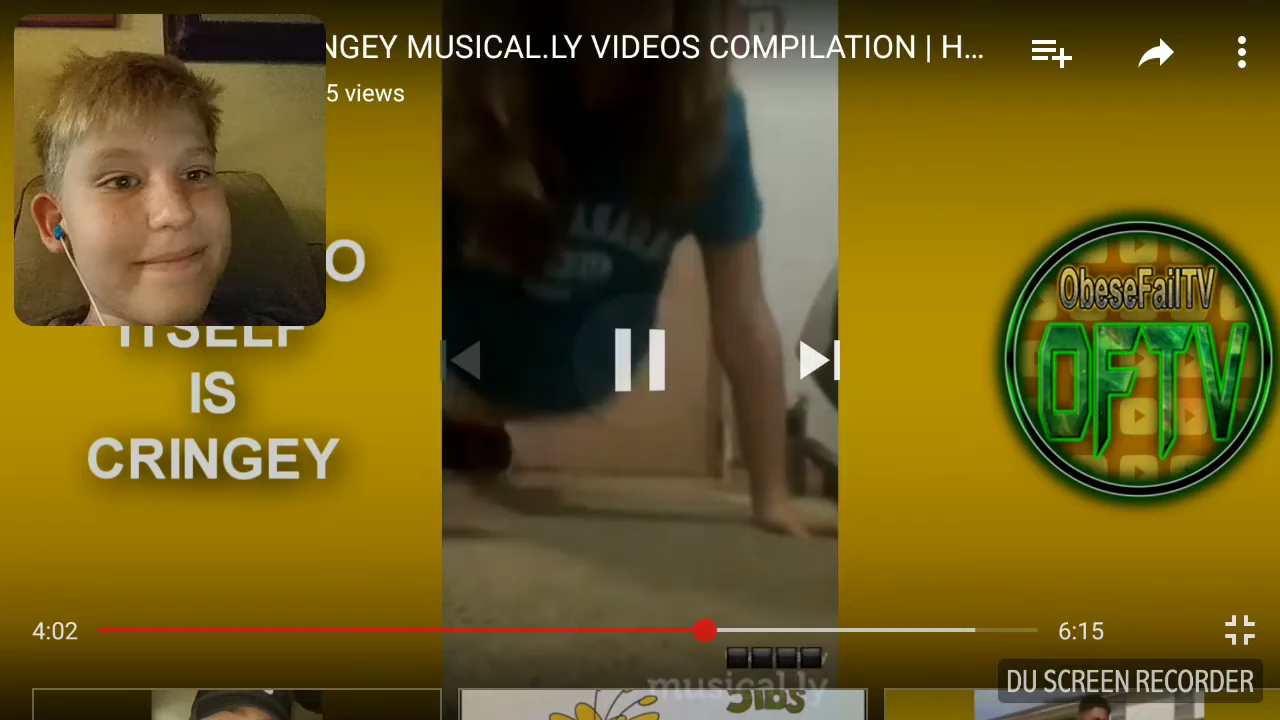 NGEY MUSICAL.LY VIDEOS COMPILATION | H...
5 views
O
ITSELF
IS
CRINGEY
ObeseFailTV
OFTV
4:02
6:15
musical.ly
JIBS
DU SCREEN RECORDER